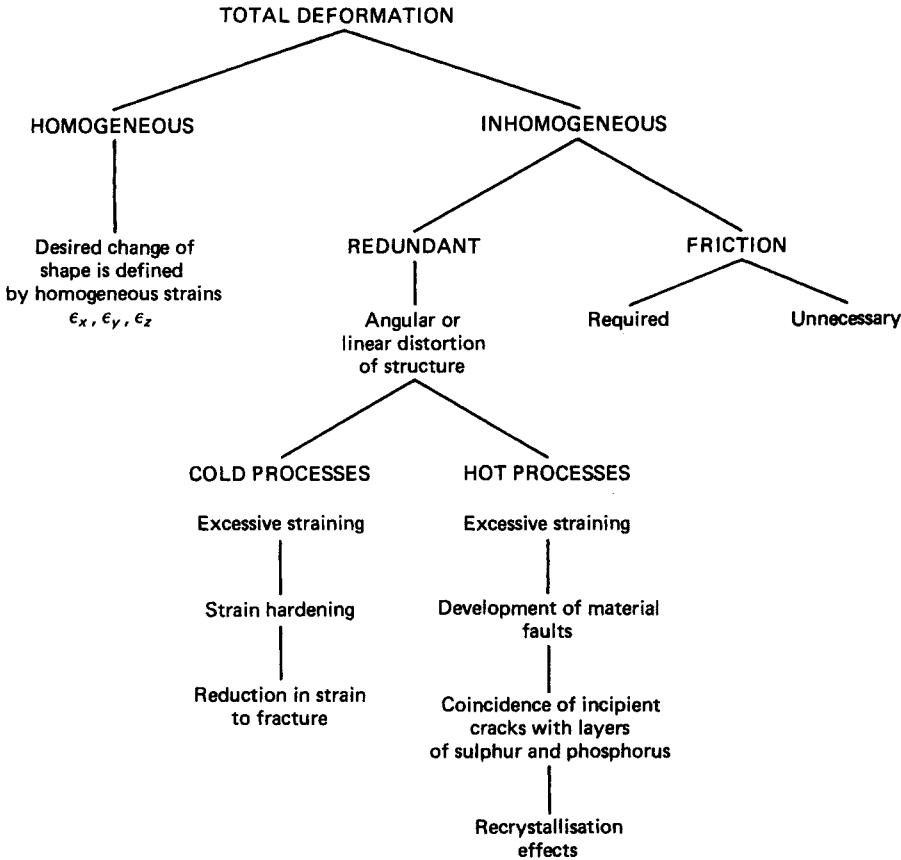 TOTAL DEFORMATION
HOMOGENEOUS
INHOMOGENEOUS
Desired change of
shape is defined
by homogeneous strains
ϵx, ϵy, ϵz
REDUNDANT
FRICTION
Angular or
linear distortion
of structure
Required
Unnecessary
COLD PROCESSES
HOT PROCESSES
Excessive straining
Excessive straining
Strain hardening
Development of material
faults
Reduction in strain
to fracture
Coincidence of incipient
cracks with layers
of sulphur and phosphorus
Recrystallisation
effects